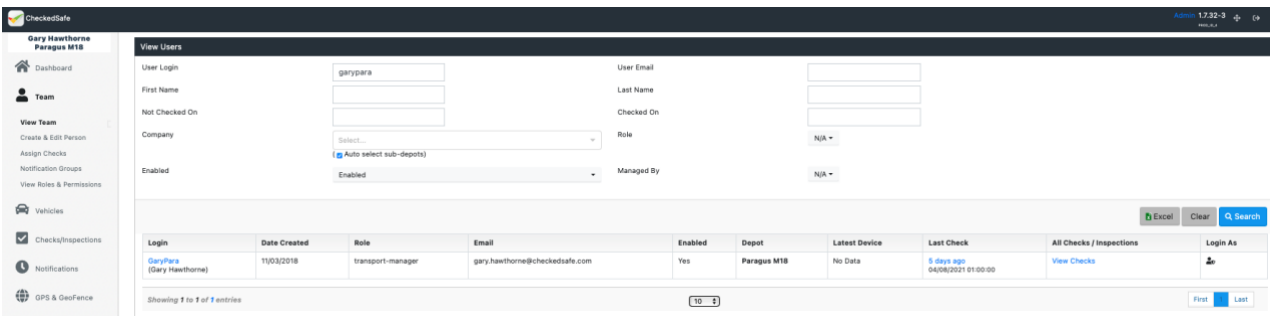 CheckedSafe
Admin 1.7.32-3
Gary Hawthorne
Paragus M18
Dashboard
Team
View Team
Create & Edit Person
Assign Checks
Notification Groups
View Roles & Permissions
Vehicles
Checks/Inspections
Notifications
GPS & GeoFence
View Users
User Login
garypara
User Email
First Name
Last Name
Not Checked On
Checked On
Company
Select...
Role
N/A
(Auto select sub-depots)
Enabled
Enabled
Managed By
N/A
Excel Clear Search
Login Date Created Role Email Enabled Depot Latest Device Last Check All Checks / Inspections Login As
GaryPara 11/03/2018 transport-manager gary.hawthorne@checkedsafe.com Yes Paragus M18 No Data 5 days ago View Checks
(Gary Hawthorne) 04/08/2021 01:00:00
Showing 1 to 1 of 1 entries
10
First 1 Last